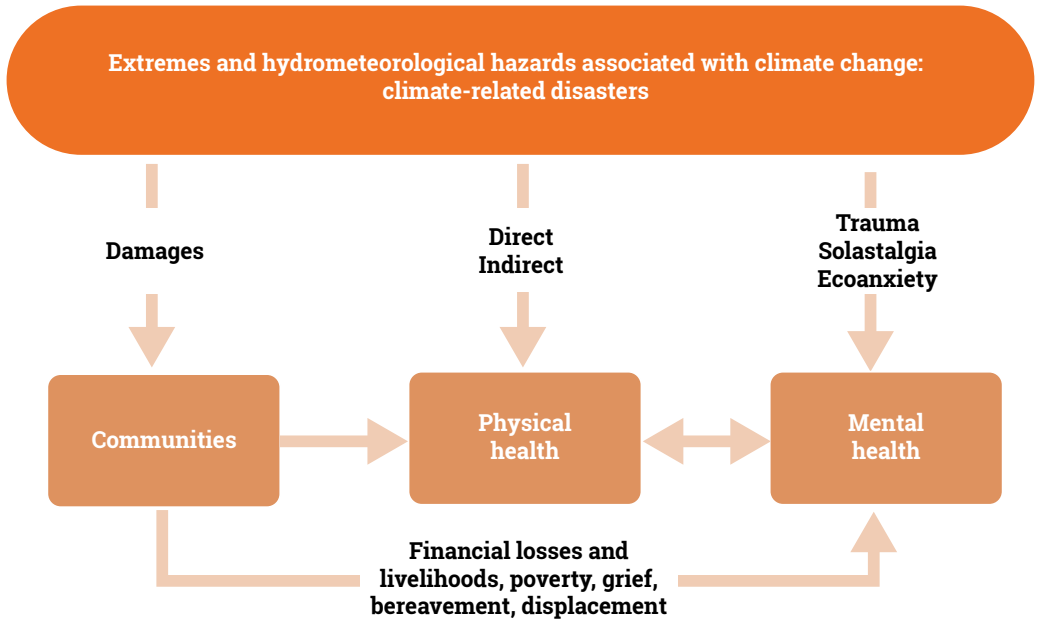 Extremes and hydrometeorological hazards associated with climate change:
climate-related disasters
Damages
Direct
Indirect
Trauma
Solastalgia
Ecoanxiety
Communities
Physical
health
Mental
health
Financial losses and
livelihoods, poverty, grief,
bereavement, displacement